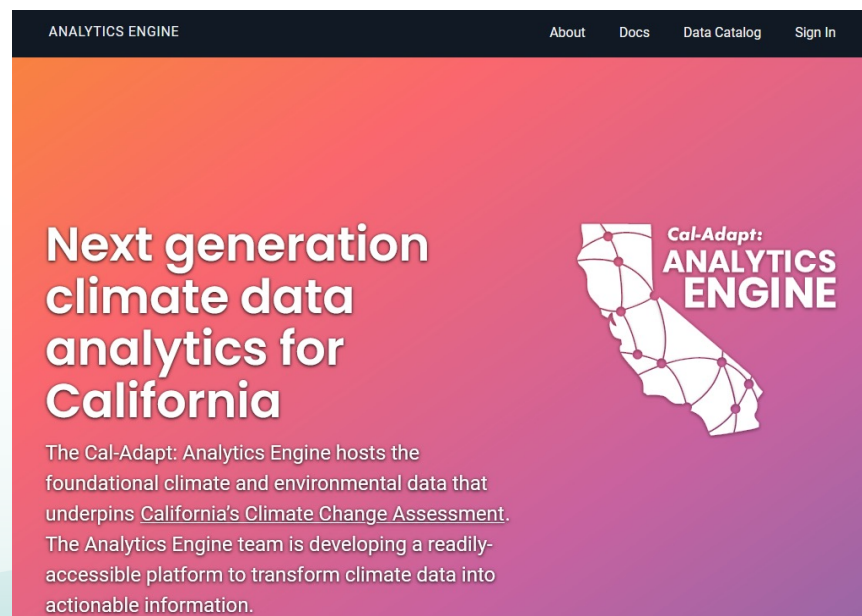 ANALYTICS ENGINE
About Docs Data Catalog Sign In
Next generation
climate data
analytics for
California
Cal-Adapt:
ANALYTICS
ENGINE
The Cal-Adapt: Analytics Engine hosts the
foundational climate and environmental data that
underpins California’s Climate Change Assessment.
The Analytics Engine team is developing a readily-
accessible platform to transform climate data into
actionable information.